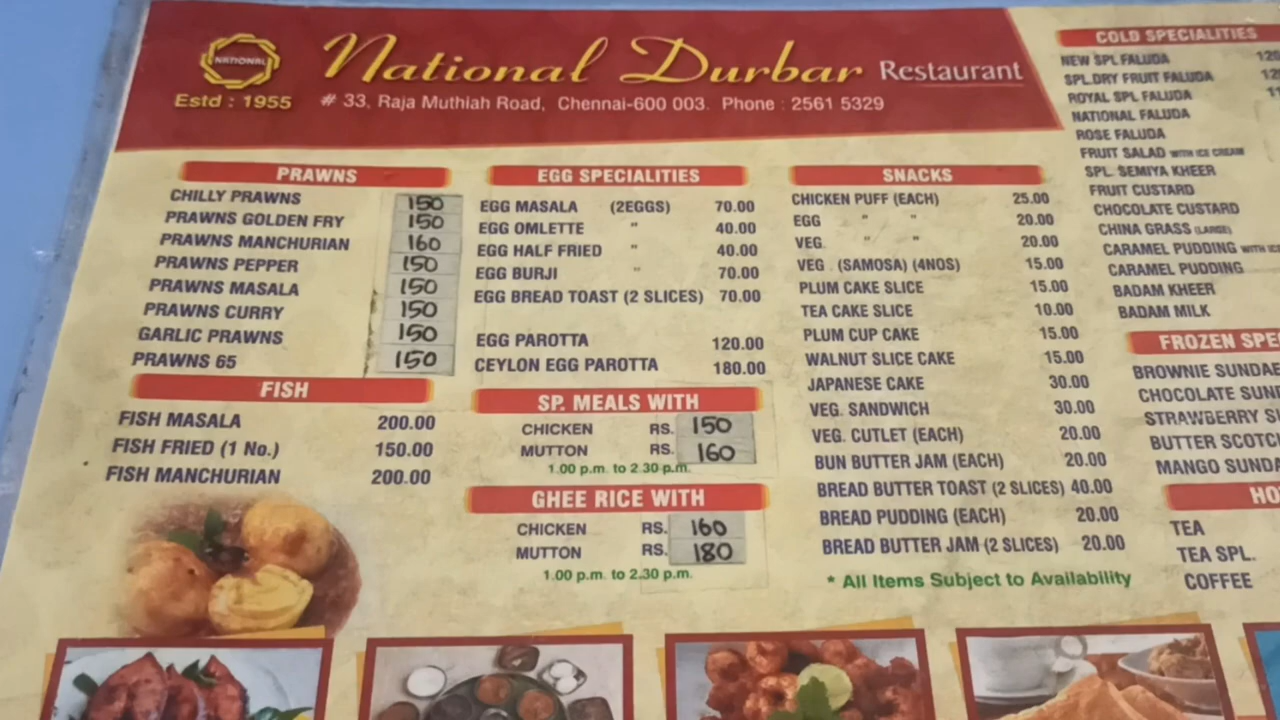 NATIONAL
Estd : 1955
National Durbar Restaurant
# 33, Raja Muthiah Road, Chennai-600 003. Phone : 2561 5329
PRAWNS
CHILLY PRAWNS 150
PRAWNS GOLDEN FRY 150
PRAWNS MANCHURIAN 160
PRAWNS PEPPER 150
PRAWNS MASALA 150
PRAWNS CURRY 150
GARLIC PRAWNS 150
PRAWNS 65 150
FISH
FISH MASALA 200.00
FISH FRIED (1 No.) 150.00
FISH MANCHURIAN 200.00
EGG SPECIALITIES
EGG MASALA (2EGGS) 70.00
EGG OMLETTE " 40.00
EGG HALF FRIED " 40.00
EGG BURJI " 70.00
EGG BREAD TOAST (2 SLICES) 70.00
EGG PAROTTA 120.00
CEYLON EGG PAROTTA 180.00
SP. MEALS WITH
CHICKEN RS. 150
MUTTON RS. 160
1.00 p.m. to 2.30 p.m.
GHEE RICE WITH
CHICKEN RS. 160
MUTTON RS. 180
1.00 p.m. to 2.30 p.m.
SNACKS
CHICKEN PUFF (EACH) 25.00
EGG " " 20.00
VEG. " " 20.00
VEG . (SAMOSA) (4NOS) 15.00
PLUM CAKE SLICE 15.00
TEA CAKE SLICE 10.00
PLUM CUP CAKE 15.00
WALNUT SLICE CAKE 15.00
JAPANESE CAKE 30.00
VEG. SANDWICH 30.00
VEG. CUTLET (EACH) 20.00
BUN BUTTER JAM (EACH) 20.00
BREAD BUTTER TOAST (2 SLICES) 40.00
BREAD PUDDING (EACH) 20.00
BREAD BUTTER JAM (2 SLICES) 20.00
* All Items Subject to Availability
COLD SPECIALITIES
NEW SPL FALUDA
SPL.DRY FRUIT FALUDA
ROYAL SPL FALUDA
NATIONAL FALUDA
ROSE FALUDA
FRUIT SALAD WITH ICE CREAM
SPL. SEMIYA KHEER
FRUIT CUSTARD
CHOCOLATE CUSTARD
CHINA GRASS (LARGE)
CARAMEL PUDDING WITH
CARAMEL PUDDING
BADAM KHEER
BADAM MILK
FROZEN SPE
BROWNIE SUNDAE
CHOCOLATE SUN
STRAWBERRY S
BUTTER SCOTC
MANGO SUNDA
HO
TEA
TEA SPL.
COFFEE